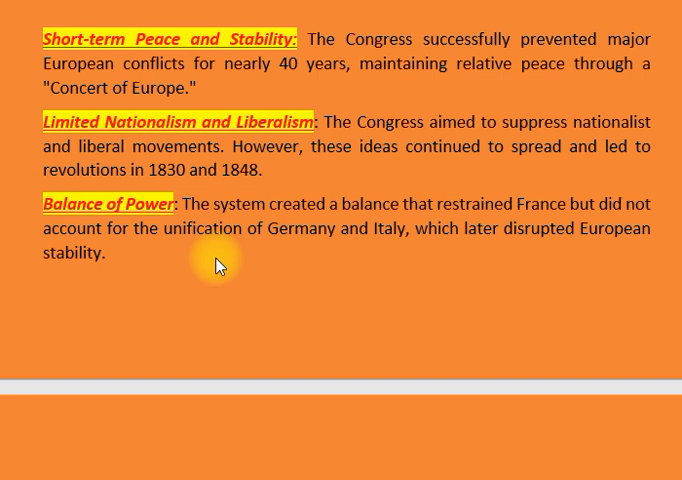 Short-term Peace and Stability: The Congress successfully prevented major
European conflicts for nearly 40 years, maintaining relative peace through a
"Concert of Europe."
Limited Nationalism and Liberalism: The Congress aimed to suppress nationalist
and liberal movements. However, these ideas continued to spread and led to
revolutions in 1830 and 1848.
Balance of Power: The system created a balance that restrained France but did not
account for the unification of Germany and Italy, which later disrupted European
stability.